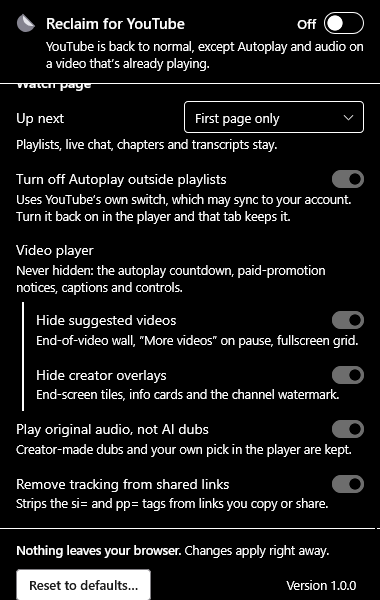 Reclaim for YouTube
Off
YouTube is back to normal, except Autoplay and audio on
a video that's already playing.
Watch page
Up next
First page only
Playlists, live chat, chapters and transcripts stay.
Turn off Autoplay outside playlists
Uses YouTube's own switch, which may sync to your account.
Turn it back on in the player and that tab keeps it.
Video player
Never hidden: the autoplay countdown, paid-promotion
notices, captions and controls.
Hide suggested videos
End-of-video wall, "More videos" on pause, fullscreen grid.
Hide creator overlays
End-screen tiles, info cards and the channel watermark.
Play original audio, not AI dubs
Creator-made dubs and your own pick in the player are kept.
Remove tracking from shared links
Strips the si= and pp= tags from links you copy or share.
Nothing leaves your browser. Changes apply right away.
Reset to defaults...
Version 1.0.0